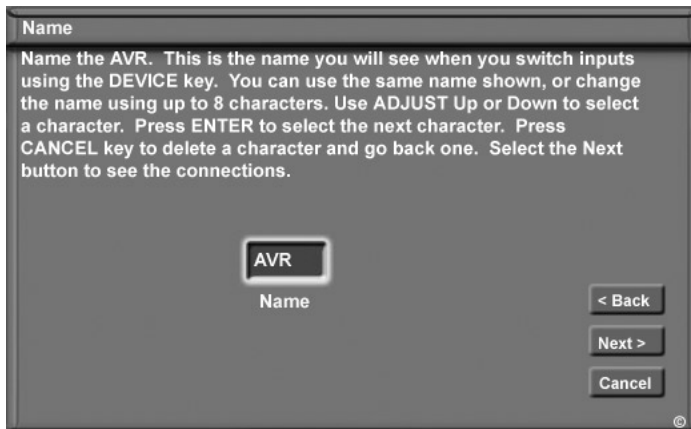 Name
Name the AVR. This is the name you will see when you switch inputs
using the DEVICE key. You can use the same name shown, or change
the name using up to 8 characters. Use ADJUST Up or Down to select
a character. Press ENTER to select the next character. Press
CANCEL key to delete a character and go back one. Select the Next
button to see the connections.
AVR
Name
< Back
Next >
Cancel
©